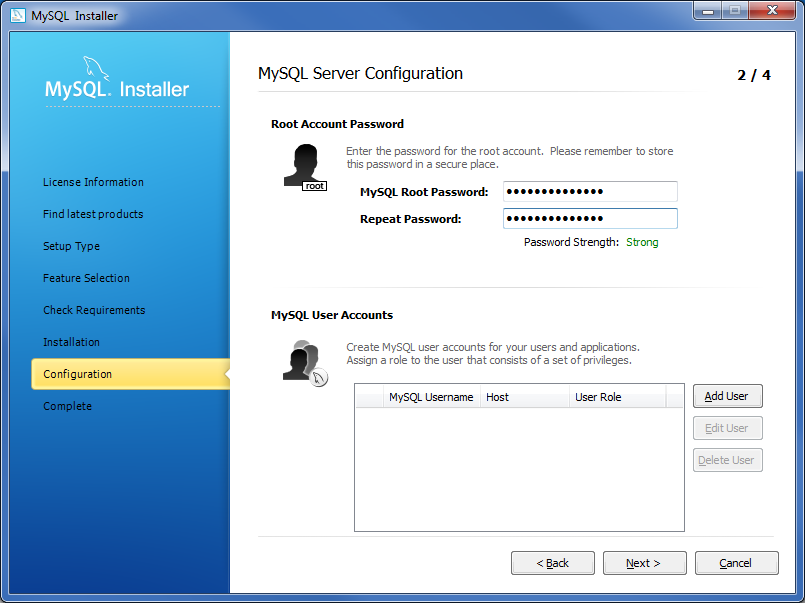 MySQL Installer
MySQL® Installer
License Information
Find latest products
Setup Type
Feature Selection
Check Requirements
Installation
Configuration
Complete
MySQL Server Configuration
2 / 4
Root Account Password
Enter the password for the root account. Please remember to store
this password in a secure place.
root
MySQL Root Password: ●●●●●●●●●●●●●●
Repeat Password: ●●●●●●●●●●●●●●
Password Strength: Strong
MySQL User Accounts
Create MySQL user accounts for your users and applications.
Assign a role to the user that consists of a set of privileges.
MySQL Username Host User Role
Add User
Edit User
Delete User
< Back Next > Cancel